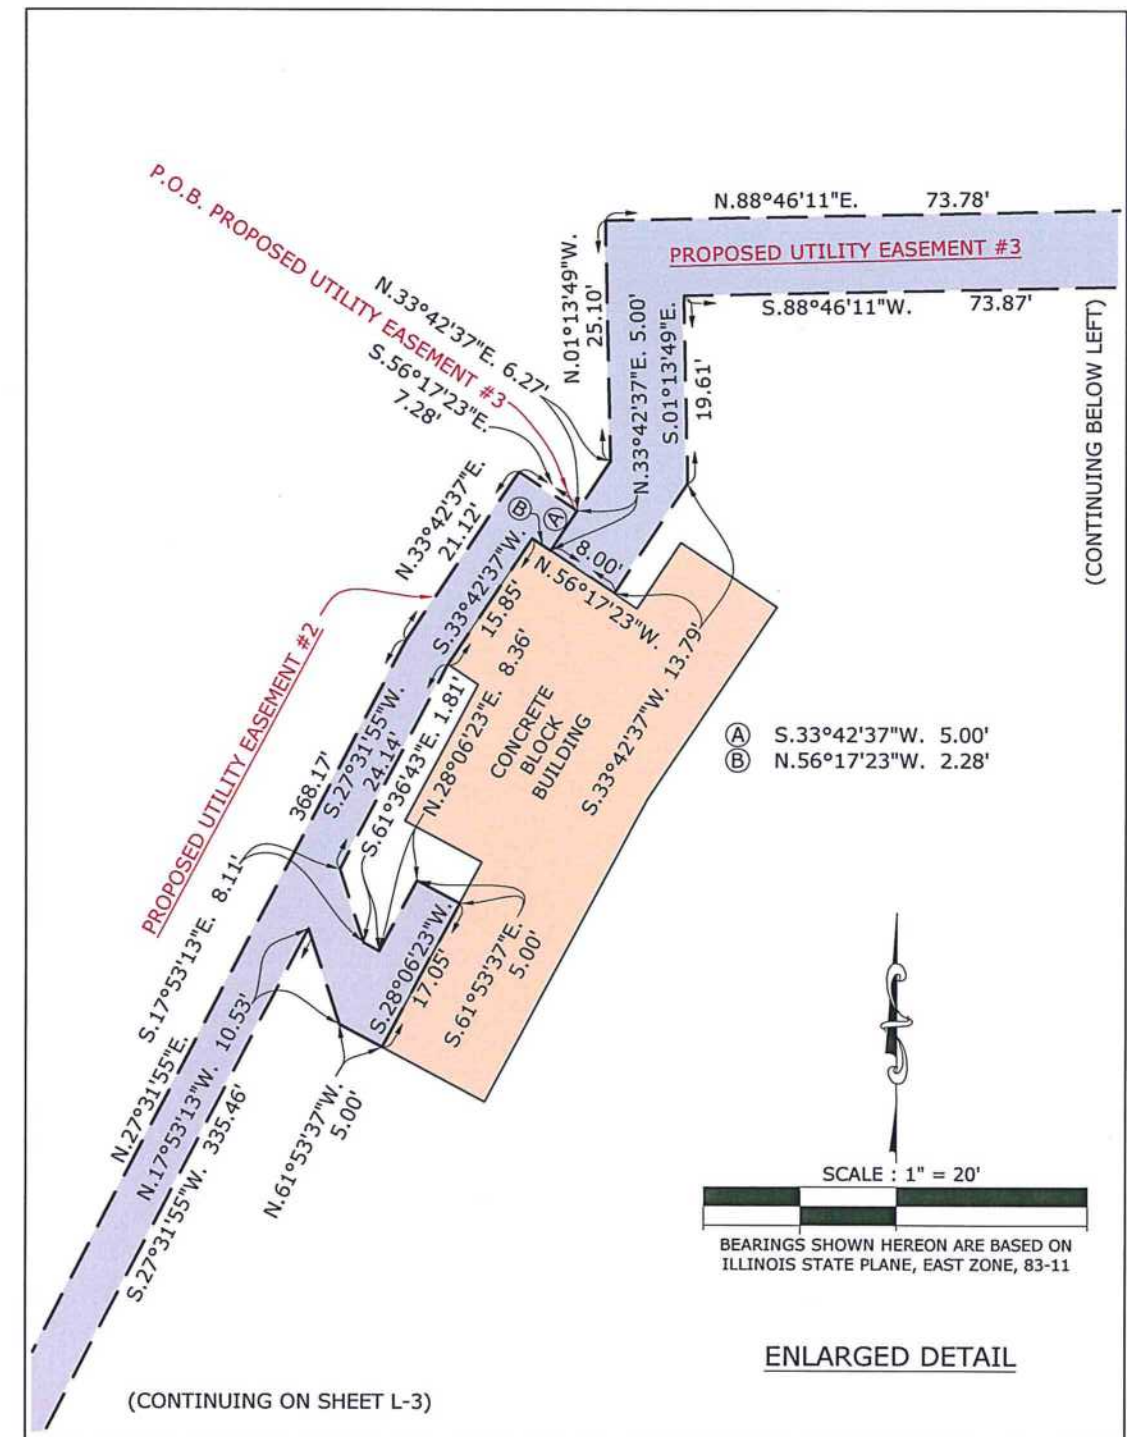 N.88°46'11"E. 73.78'
PROPOSED UTILITY EASEMENT #3
S.88°46'11"W. 73.87'
(CONTINUING BELOW LEFT)
P.O.B. PROPOSED UTILITY EASEMENT #3
N.33°42'37"E. 6.27'
S.56°17'23"E.
7.28'
N.01°13'49"W.
25.10'
N.33°42'37"E. 5.00'
S.01°13'49"E.
19.61'
N.33°42'37"E.
21.12'
B
A
8.00'
N.56°17'23"W.
S.33°42'37"W.
15.85'
PROPOSED UTILITY EASEMENT #2
368.17'
S.27°31'55"W.
24.14'
S.61°36'43"E. 1.81'
N.28°06'23"E. 8.36'
CONCRETE
BLOCK
BUILDING
S.33°42'37"W. 13.79'
A S.33°42'37"W. 5.00'
B N.56°17'23"W. 2.28'
S.17°53'13"E. 8.11'
S.28°06'23"W.
17.05'
S.61°53'37"E.
5.00'
N.27°31'55"E.
N.17°53'13"W. 10.53'
S.27°31'55"W. 335.46'
N.61°53'37"W.
5.00'
SCALE : 1" = 20'
BEARINGS SHOWN HEREON ARE BASED ON
ILLINOIS STATE PLANE, EAST ZONE, 83-11
ENLARGED DETAIL
(CONTINUING ON SHEET L-3)